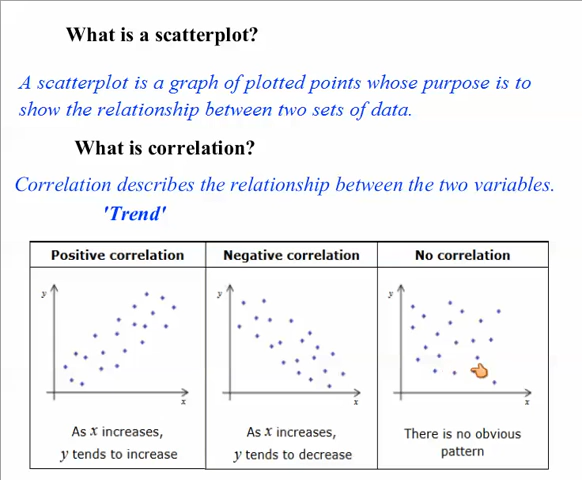 What is a scatterplot?
A scatterplot is a graph of plotted points whose purpose is to
show the relationship between two sets of data.
What is correlation?
Correlation describes the relationship between the two variables.
'Trend'
Positive correlation
Negative correlation
No correlation
y
x
y
x
y
x
As x increases,
y tends to increase
As x increases,
y tends to decrease
There is no obvious
pattern